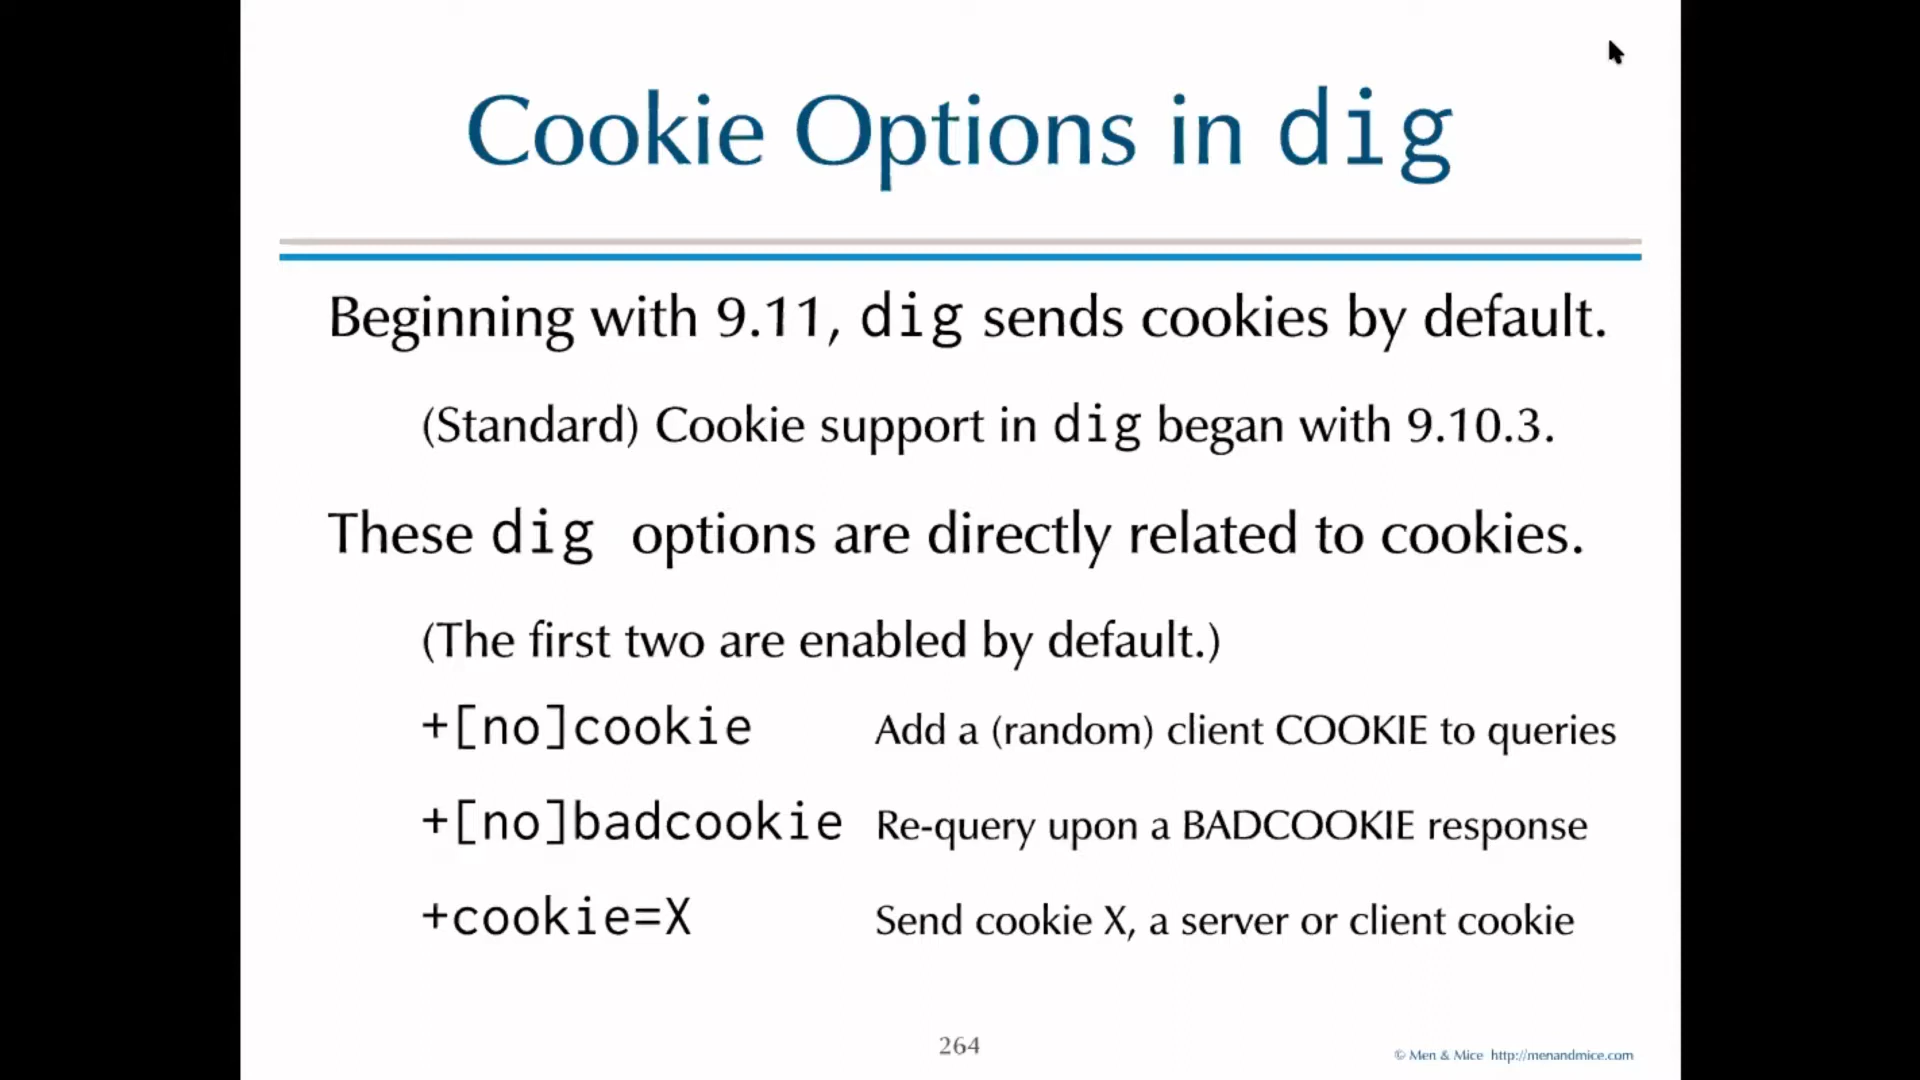 Cookie Options in dig
Beginning with 9.11, dig sends cookies by default.
(Standard) Cookie support in dig began with 9.10.3.
These dig options are directly related to cookies.
(The first two are enabled by default.)
+[no]cookie Add a (random) client COOKIE to queries
+[no]badcookie Re-query upon a BADCOOKIE response
+cookie=X Send cookie X, a server or client cookie
264
© Men & Mice http://menandmice.com